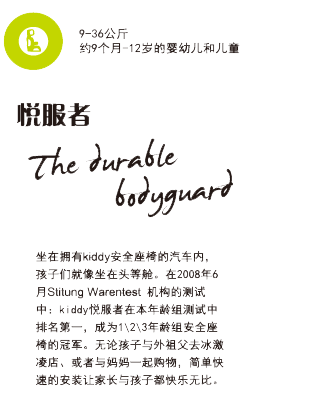 9-36公斤
约9个月-12岁的婴幼儿和儿童
悦服者
The durable
bodyguard
坐在拥有kiddy安全座椅的汽车内，
孩子们就像坐在头等舱。在2008年6
月Stitung Warentest 机构的测试
中：kiddy悦服者在本年龄组测试中
排名第一，成为1\2\3年龄组安全座
椅的冠军。无论孩子与外祖父去冰激
凌店、或者与妈妈一起购物，简单快
速的安装让家长与孩子都快乐无比。